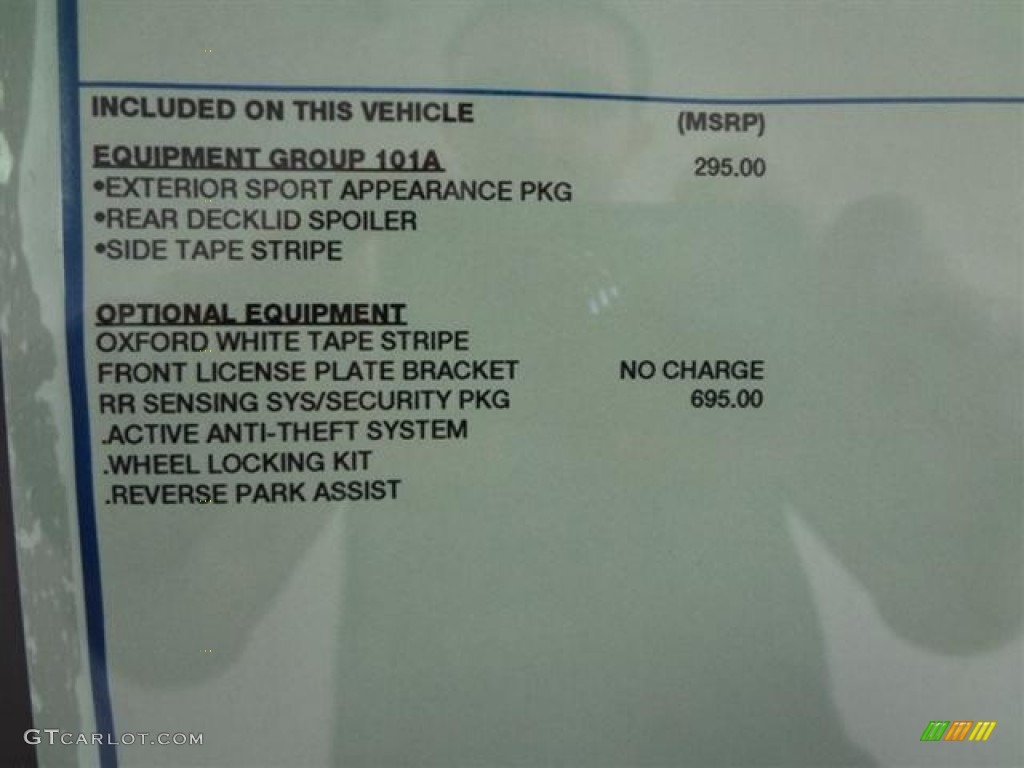 INCLUDED ON THIS VEHICLE (MSRP)
EQUIPMENT GROUP 101A 295.00
•EXTERIOR SPORT APPEARANCE PKG
•REAR DECKLID SPOILER
•SIDE TAPE STRIPE
OPTIONAL EQUIPMENT
OXFORD WHITE TAPE STRIPE
FRONT LICENSE PLATE BRACKET NO CHARGE
RR SENSING SYS/SECURITY PKG 695.00
.ACTIVE ANTI-THEFT SYSTEM
.WHEEL LOCKING KIT
.REVERSE PARK ASSIST
GTCARLOT.COM